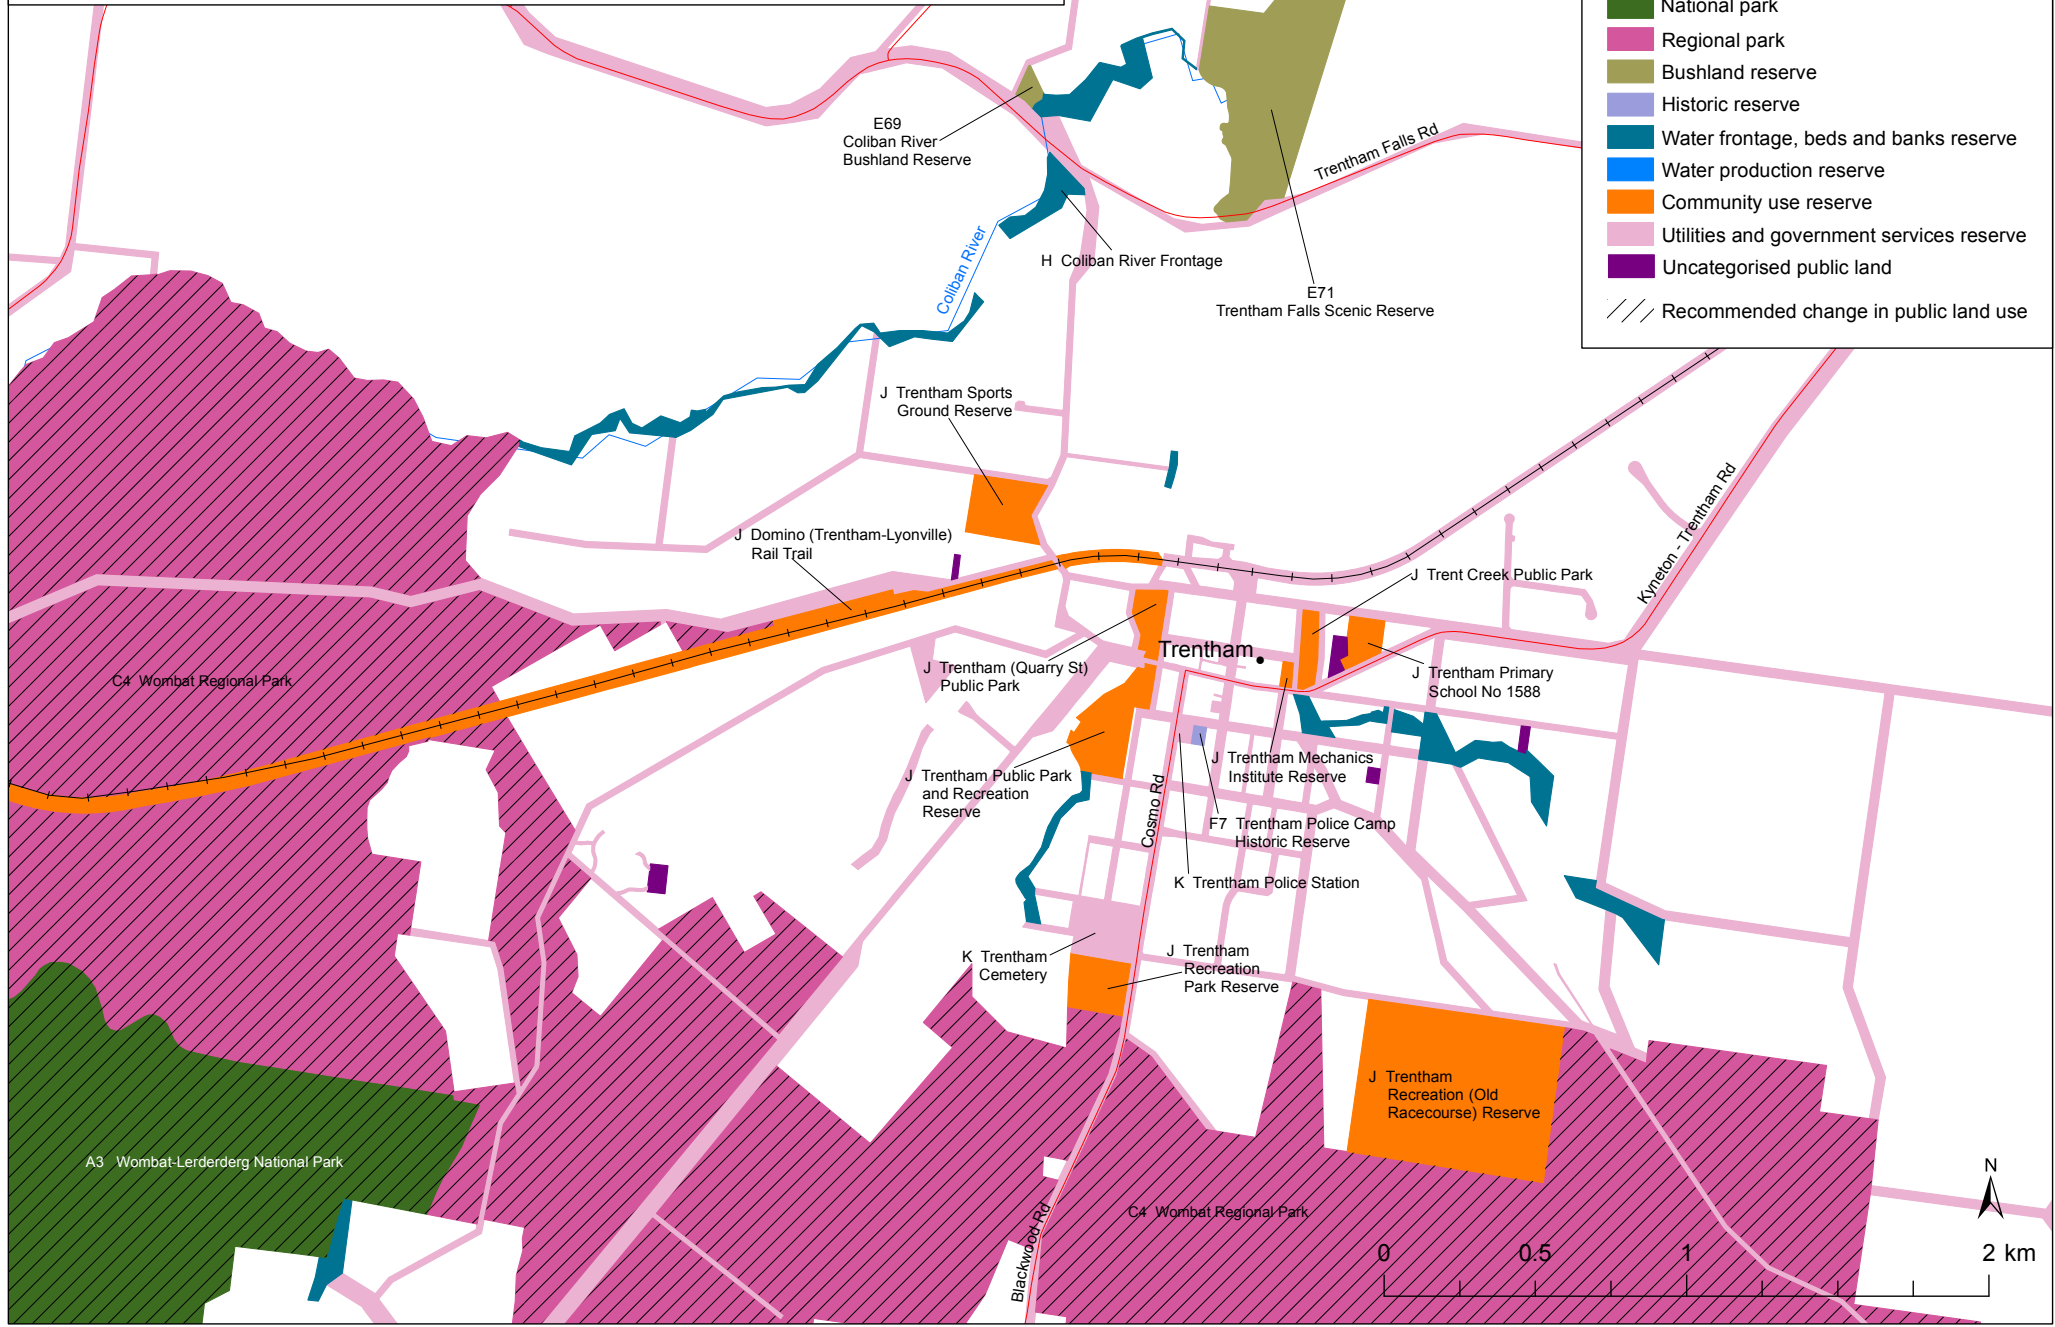 National park
Regional park
Bushland reserve
Historic reserve
Water frontage, beds and banks reserve
Water production reserve
Community use reserve
Utilities and government services reserve
Uncategorised public land
Recommended change in public land use
E69
Coliban River
Bushland Reserve
Trentham Falls Rd
Coliban River
H Coliban River Frontage
E71
Trentham Falls Scenic Reserve
J Trentham Sports
Ground Reserve
J Domino (Trentham-Lyonville)
Rail Trail
Kyneton - Trentham Rd
J Trent Creek Public Park
Trentham
J Trentham (Quarry St)
Public Park
J Trentham Primary
School No 1588
C4 Wombat Regional Park
J Trentham Mechanics
Institute Reserve
J Trentham Public Park
and Recreation
Reserve
Cosmo Rd
F7 Trentham Police Camp
Historic Reserve
K Trentham Police Station
K Trentham
Cemetery
J Trentham
Recreation
Park Reserve
J Trentham
Recreation (Old
Racecourse) Reserve
A3 Wombat-Lerderderg National Park
C4 Wombat Regional Park
Blackwood Rd
N
0 0.5 1 2 km